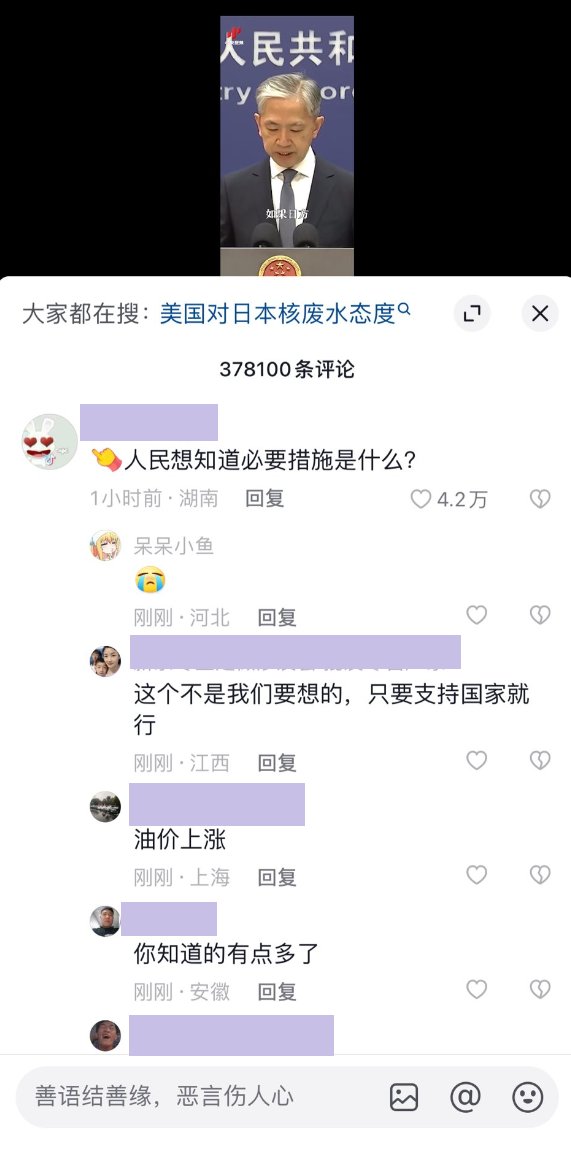 人民共和
try
or
如果日方
大家都在搜：美国对日本核废水态度
378100条评论
👈人民想知道必要措施是什么？
1小时前 · 湖南 回复 4.2万
呆呆小鱼
😭
刚刚 · 河北 回复
这个不是我们要想的，只要支持国家就
行
刚刚 · 江西 回复
油价上涨
刚刚 · 上海 回复
你知道的有点多了
刚刚 · 安徽 回复
善语结善缘，恶言伤人心